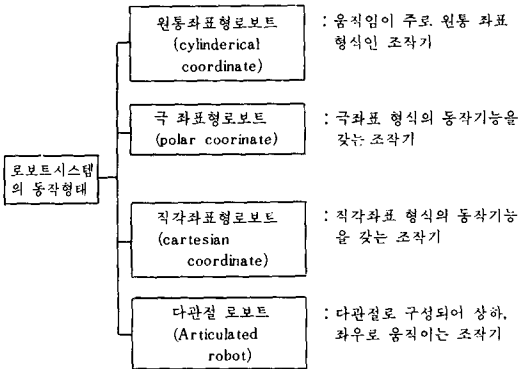 원통좌표형로보트
(cylinderical
coordinate)
: 움직임이 주로 원통 좌표
형식인 조작기
극 좌표형로보트
(polar coorinate)
: 극좌표 형식의 동작기능을
갖는 조작기
로보트시스템
의 동작형태
직각좌표형로보트
(cartesian
coordinate)
: 직각좌표 형식의 동작기능
을 갖는 조작기
다관절 로보트
(Articulated
robot)
: 다관절로 구성되어 상하,
좌우로 움직이는 조작기